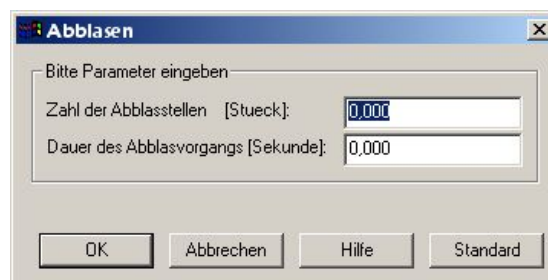 Abblasen
Bitte Parameter eingeben
Zahl der Abblasstellen [Stueck]: 0,000
Dauer des Abblasvorgangs [Sekunde]: 0,000
OK Abbrechen Hilfe Standard